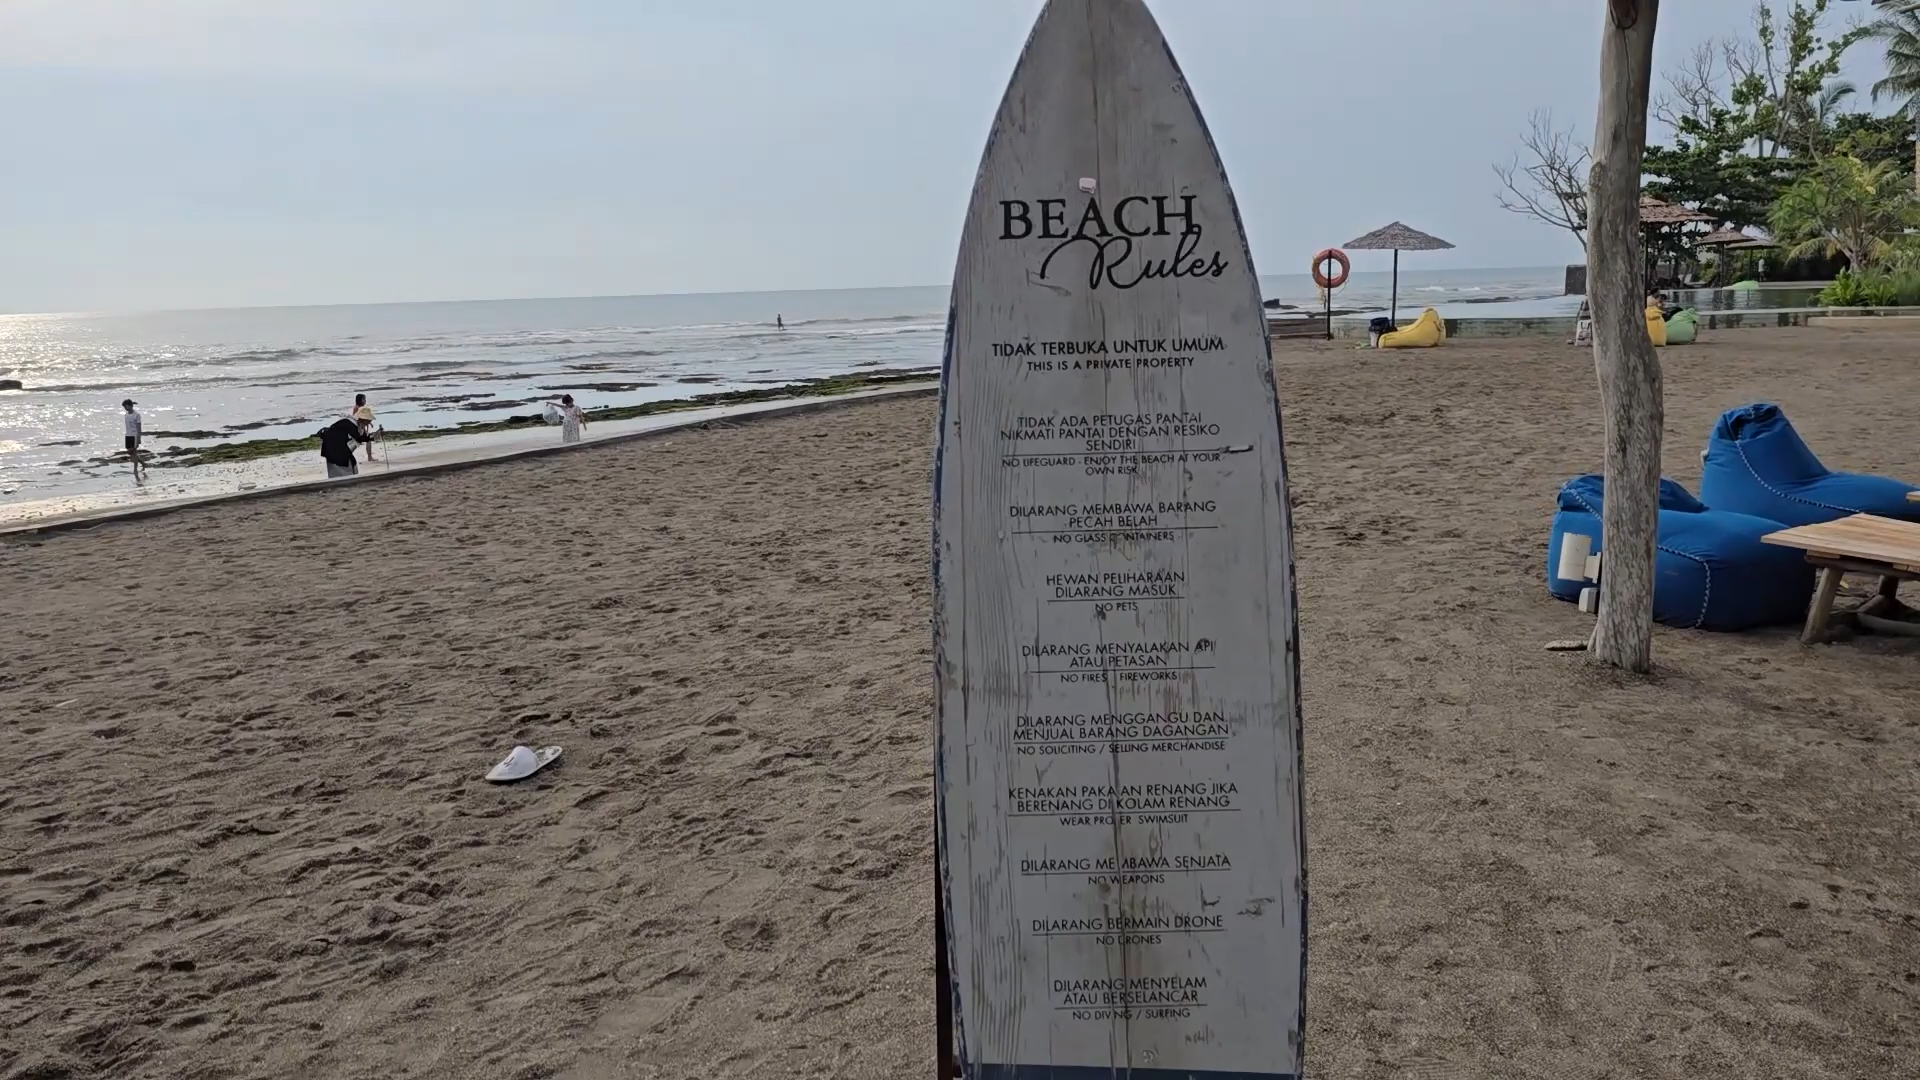 BEACH
Rules
TIDAK TERBUKA UNTUK UMUM
THIS IS A PRIVATE PROPERTY
TIDAK ADA PETUGAS PANTAI
NIKMATI PANTAI DENGAN RESIKO
SENDIRI
NO LIFEGUARD - ENJOY THE BEACH AT YOUR
OWN RISK
DILARANG MEMBAWA BARANG
PECAH BELAH
NO GLASS CONTAINERS
HEWAN PELIHARAAN
DILARANG MASUK
NO PETS
DILARANG MENYALAKAN API
ATAU PETASAN
NO FIRES FIREWORKS
DILARANG MENGGANGU DAN
MENJUAL BARANG DAGANGAN
NO SOLICITING / SELLING MERCHANDISE
KENAKAN PAKAIAN RENANG JIKA
BERENANG DI KOLAM RENANG
WEAR PROPER SWIMSUIT
DILARANG MEMBAWA SENJATA
NO WEAPONS
DILARANG BERMAIN DRONE
NO DRONES
DILARANG MENYELAM
ATAU BERSELANCAR
NO DIVING / SURFING